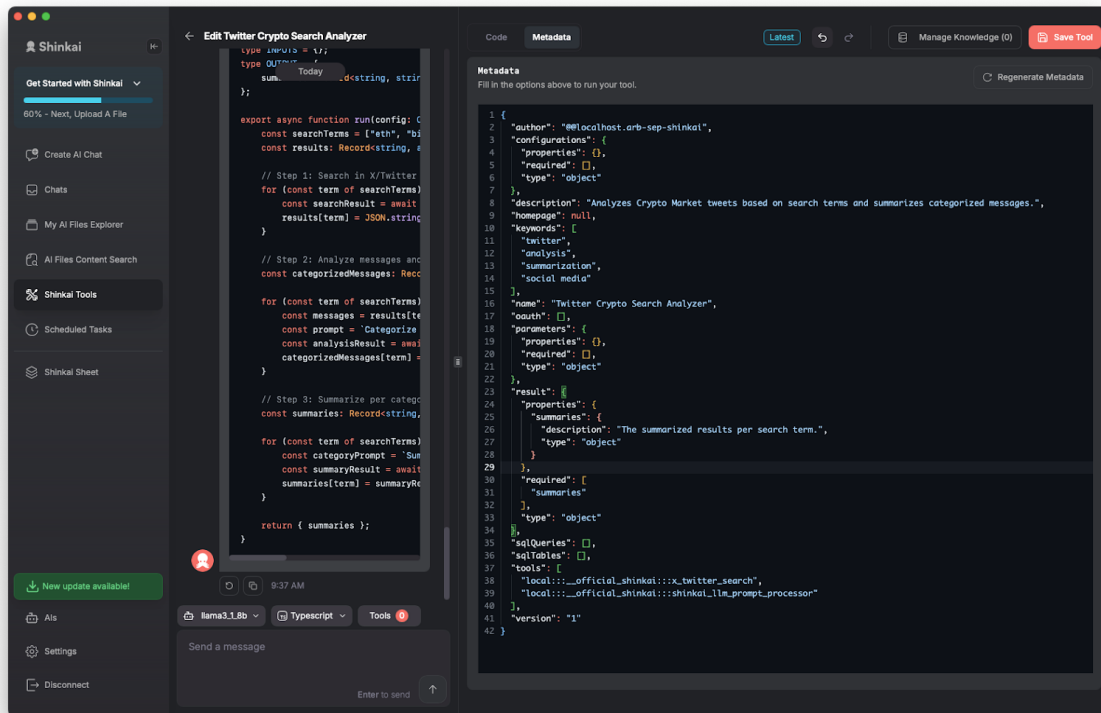 Shinkai
Get Started with Shinkai
60% - Next, Upload A File
Create AI Chat
Chats
My AI Files Explorer
AI Files Content Search
Shinkai Tools
Scheduled Tasks
Shinkai Sheet
New update available!
AIs
Settings
Disconnect
Edit Twitter Crypto Search Analyzer
type INPUTS = {};
type OUTPUT = {
Today
summ d<string, strin
};
export async function run(config: C
const searchTerms = ["eth", "bi
const results: Record<string, a
// Step 1: Search in X/Twitter
for (const term of searchTerms)
const searchResult = await
results[term] = JSON.string
}
// Step 2: Analyze messages and
const categorizedMessages: Reco
for (const term of searchTerms)
const messages = results[te
const prompt = `Categorize
const analysisResult = awai
categorizedMessages[term] =
}
// Step 3: Summarize per catego
const summaries: Record<string,
for (const term of searchTerms)
const categoryPrompt = `Sum
const summaryResult = await
summaries[term] = summaryRe
}
return { summaries };
}
9:37 AM
llama3_1_8b
Typescript
Tools 0
Send a message
Enter to send
Code
Metadata
Latest
Manage Knowledge (0)
Save Tool
Metadata
Fill in the options above to run your tool.
Regenerate Metadata
1 {
2 "author": "@@localhost.arb-sep-shinkai",
3 "configurations": {
4 "properties": {},
5 "required": [],
6 "type": "object"
7 },
8 "description": "Analyzes Crypto Market tweets based on search terms and summarizes categorized messages.",
9 "homepage": null,
10 "keywords": [
11 "twitter",
12 "analysis",
13 "summarization",
14 "social media"
15 ],
16 "name": "Twitter Crypto Search Analyzer",
17 "oauth": [],
18 "parameters": {
19 "properties": {},
20 "required": [],
21 "type": "object"
22 },
23 "result": {
24 "properties": {
25 "summaries": {
26 "description": "The summarized results per search term.",
27 "type": "object"
28 }
29 },
30 "required": [
31 "summaries"
32 ],
33 "type": "object"
34 },
35 "sqlQueries": [],
36 "sqlTables": [],
37 "tools": [
38 "local:::__official_shinkai:::x_twitter_search",
39 "local:::__official_shinkai:::shinkai_llm_prompt_processor"
40 ],
41 "version": "1"
42 }